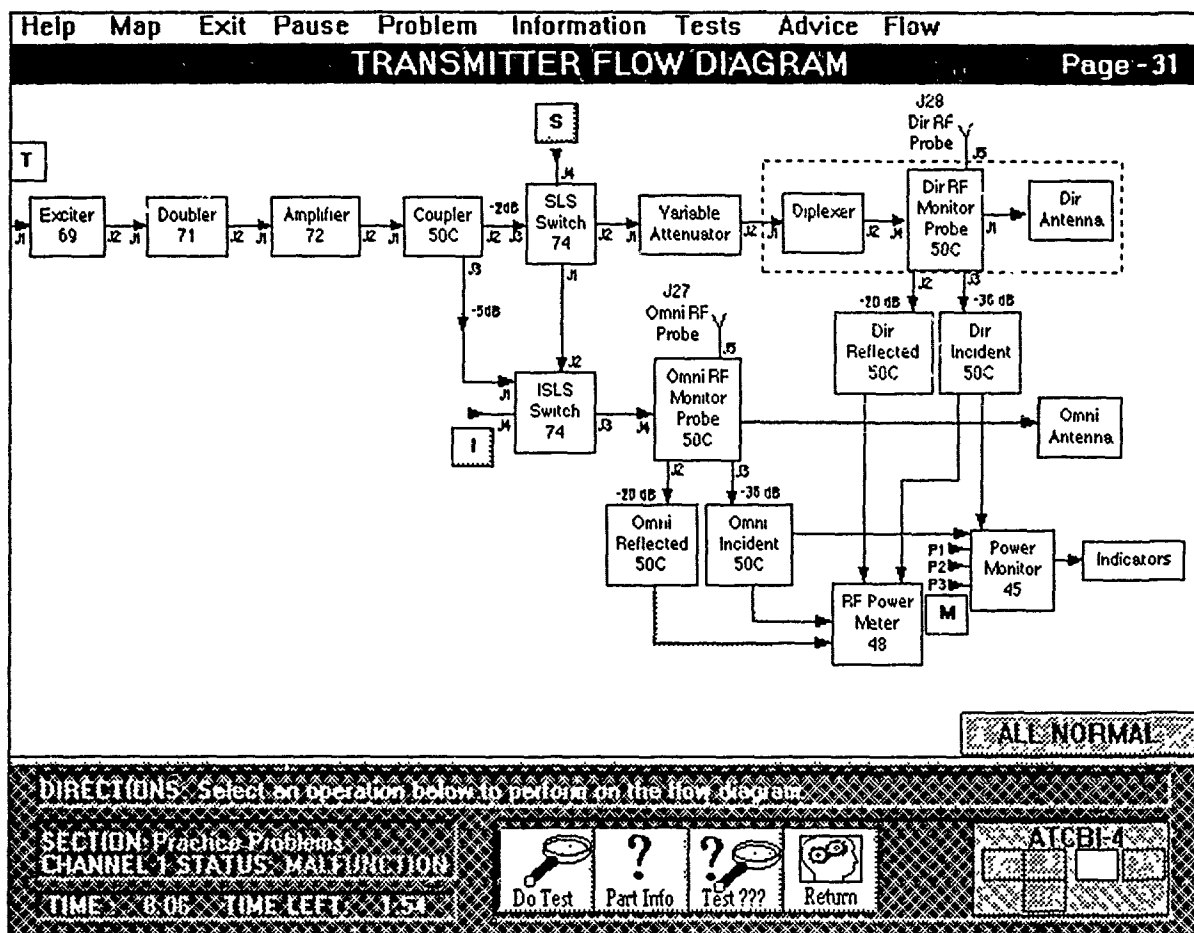 Help Map Exit Pause Problem Information Tests Advice Flow
TRANSMITTER FLOW DIAGRAM Page-31
J28
Dir RF
Probe
J5
S
J4
T
J1
Exciter
69
J2
J1
Doubler
71
J2
J1
Amplifier
72
J2
J1
Coupler
50C
-2dB
J2
J3
SLS
Switch
74
J2
J1
Variable
Attenuator
J2
J1
Diplexer
J2
J4
Dir RF
Monitor
Probe
50C
J1
Dir
Antenna
J3
J1
J2
J3
-5dB
-20 dB
-30 dB
J27
Omni RF
Probe
J5
Dir
Reflected
50C
Dir
Incident
50C
J2
J1
ISLS
Switch
74
J4
J3
I
J4
Omni RF
Monitor
Probe
50C
Omni
Antenna
J2
J3
-20 dB
-30 dB
Omni
Reflected
50C
Omni
Incident
50C
P1
P2
P3
Power
Monitor
45
Indicators
RF Power
Meter
48
M
ALL NORMAL
DIRECTIONS: Select an operation below to perform on the flow diagram.
SECTION: Practice Problems
CHANNEL 1 STATUS: MALFUNCTION
TIME: 0:06 TIME LEFT: 1:54
Do Test
Part Info
Test ???
Return
ATCBI-4